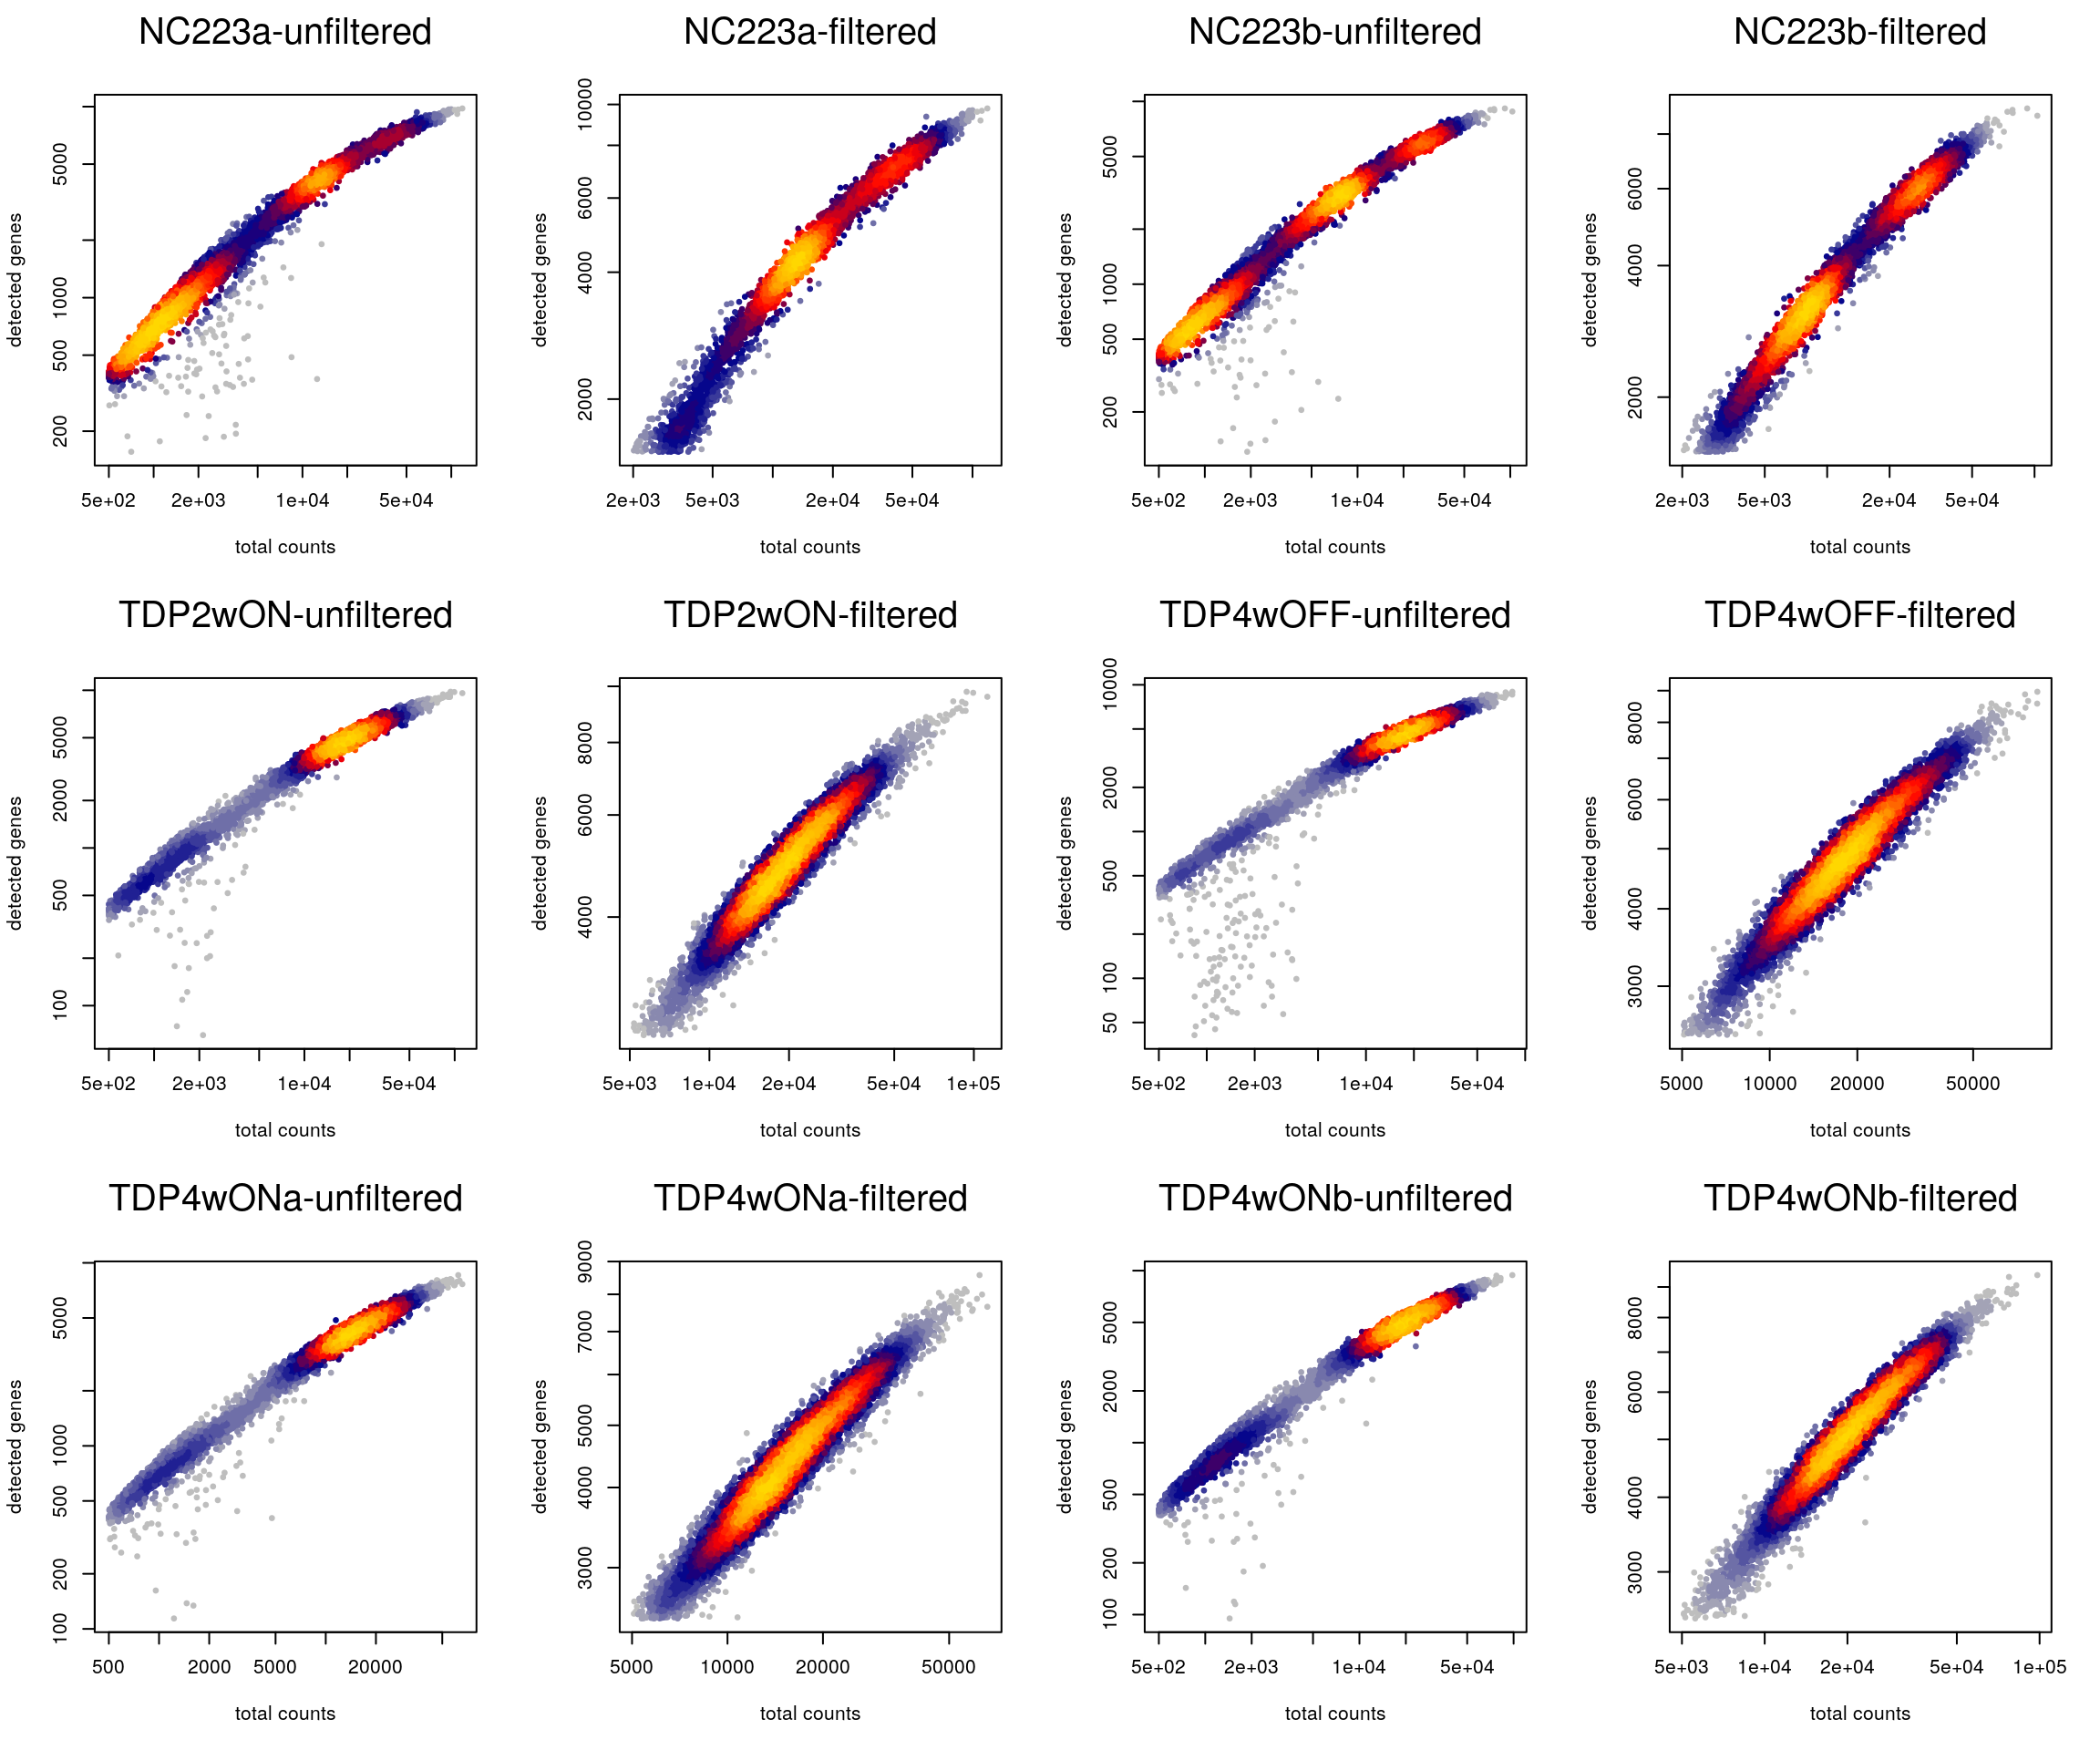 NC223a-unfiltered
detected genes
200 500 1000 5000
5e+02 2e+03 1e+04 5e+04
total counts
NC223a-filtered
detected genes
2000 4000 6000 10000
2e+03 5e+03 2e+04 5e+04
total counts
NC223b-unfiltered
detected genes
200 500 1000 5000
5e+02 2e+03 1e+04 5e+04
total counts
NC223b-filtered
detected genes
2000 4000 6000
2e+03 5e+03 2e+04 5e+04
total counts
TDP2wON-unfiltered
detected genes
100 500 2000 5000
5e+02 2e+03 1e+04 5e+04
total counts
TDP2wON-filtered
detected genes
4000 6000 8000
5e+03 1e+04 2e+04 5e+04 1e+05
total counts
TDP4wOFF-unfiltered
detected genes
50 100 500 2000 10000
5e+02 2e+03 1e+04 5e+04
total counts
TDP4wOFF-filtered
detected genes
3000 4000 6000 8000
5000 10000 20000 50000
total counts
TDP4wONa-unfiltered
detected genes
100 200 500 1000 5000
500 2000 5000 20000
total counts
TDP4wONa-filtered
detected genes
3000 4000 5000 7000 9000
5000 10000 20000 50000
total counts
TDP4wONb-unfiltered
detected genes
100 200 500 2000 5000
5e+02 2e+03 1e+04 5e+04
total counts
TDP4wONb-filtered
detected genes
3000 4000 6000 8000
5e+03 1e+04 2e+04 5e+04 1e+05
total counts